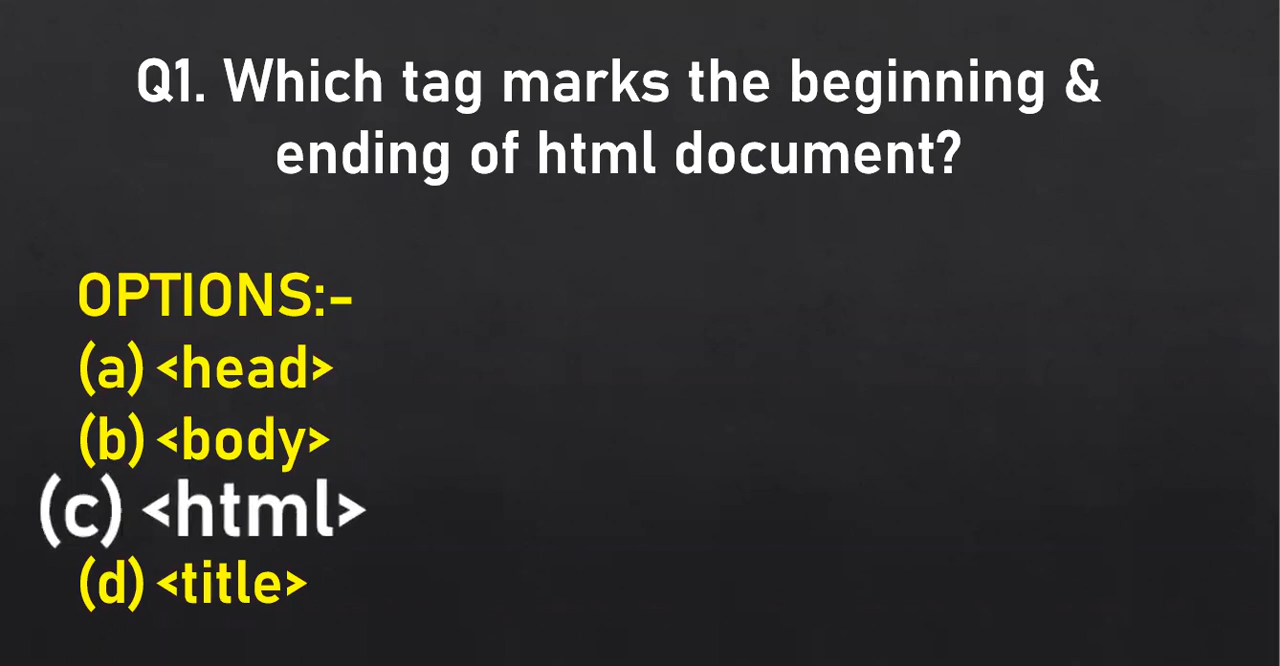 Q1. Which tag marks the beginning &
ending of html document?
OPTIONS:-
(a) <head>
(b) <body>
(c) <html>
(d) <title>